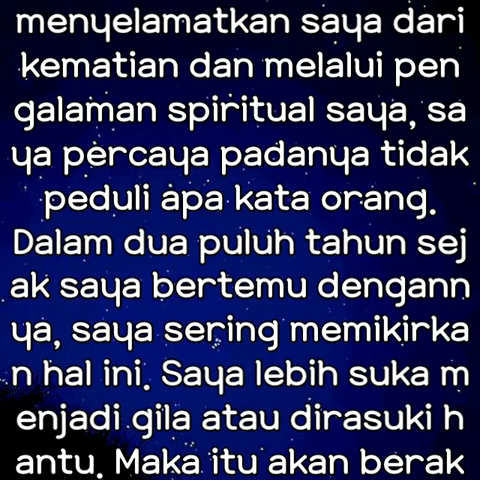 menyelamatkan saya dari
kematian dan melalui pen
galaman spiritual saya, sa
ya percaya padanya tidak
peduli apa kata orang.
Dalam dua puluh tahun sej
ak saya bertemu dengann
ya, saya sering memikirka
n hal ini. Saya lebih suka m
enjadi gila atau dirasuki h
antu. Maka itu akan berak